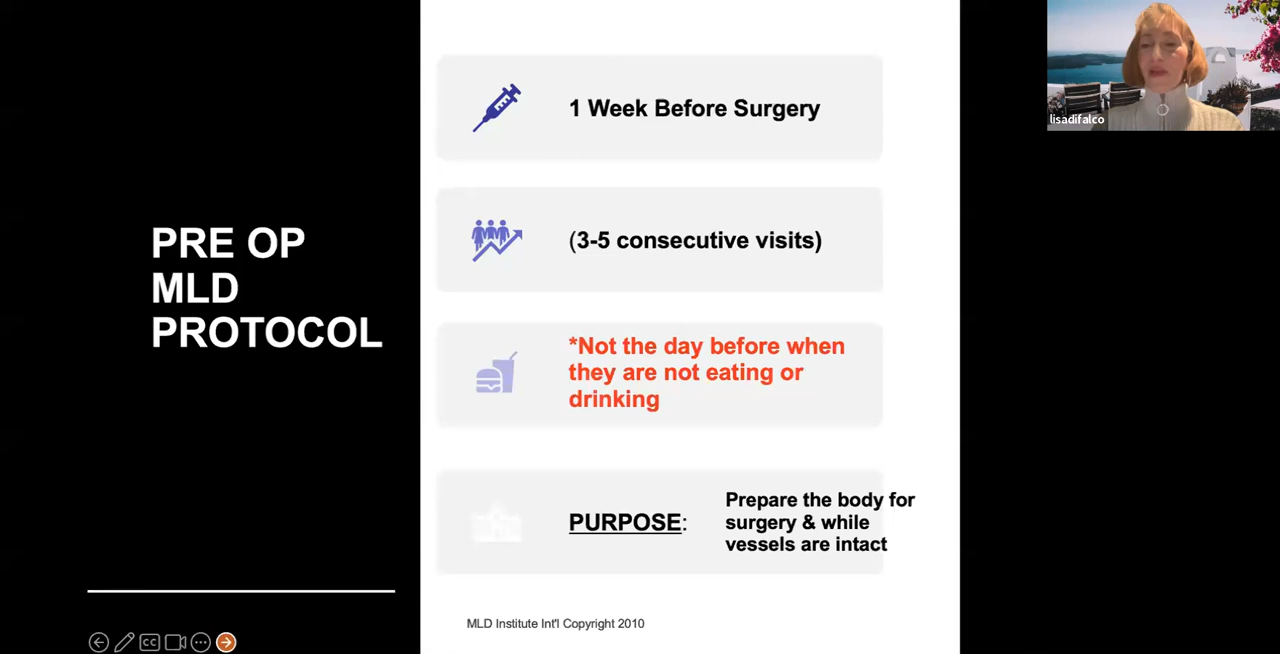 PRE OP
MLD
PROTOCOL
1 Week Before Surgery
(3-5 consecutive visits)
*Not the day before when
they are not eating or
drinking
PURPOSE:
Prepare the body for
surgery & while
vessels are intact
MLD Institute Int'l Copyright 2010
lisadifalco
CC